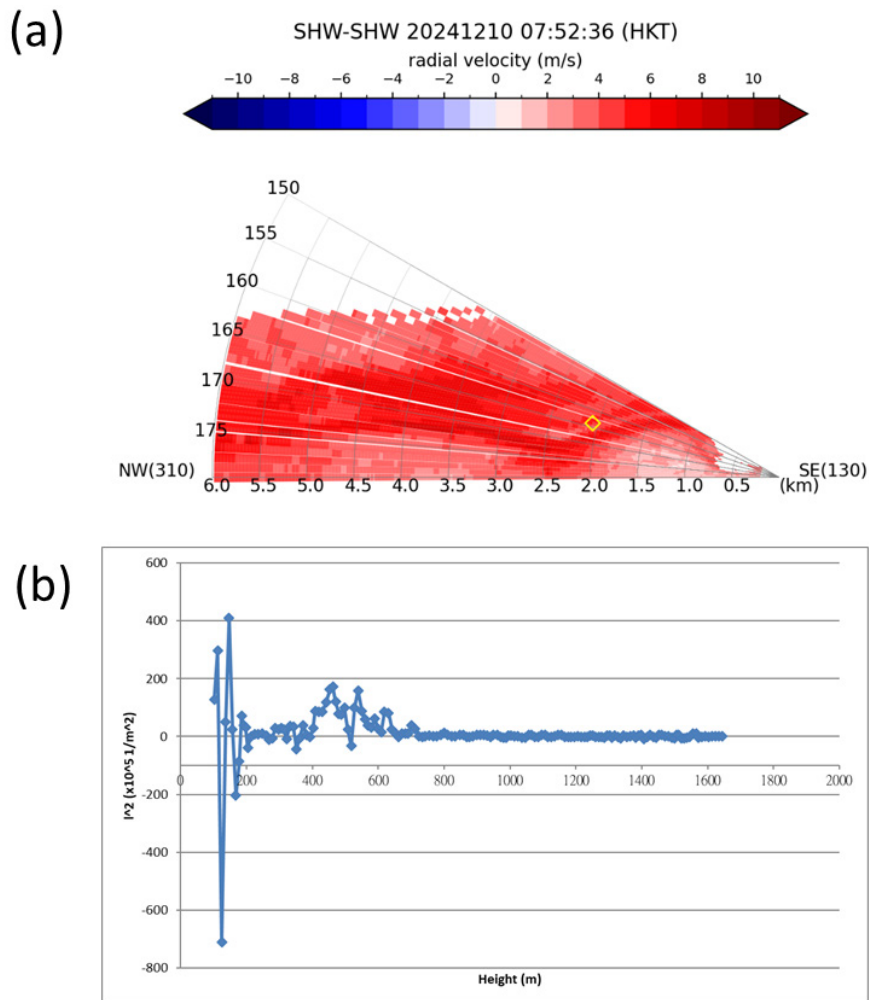 (a)
SHW-SHW 20241210 07:52:36 (HKT)
radial velocity (m/s)
−10 −8 −6 −4 −2 0 2 4 6 8 10
150
155
160
165
170
175
NW(310) SE(130)
6.0 5.5 5.0 4.5 4.0 3.5 3.0 2.5 2.0 1.5 1.0 0.5 (km)
(b)
600
400
200
0
0 200 400 600 800 1000 1200 1400 1600 1800 2000
-200
-400
-600
-800
l^2 (x10^5 1/m^2)
Height (m)